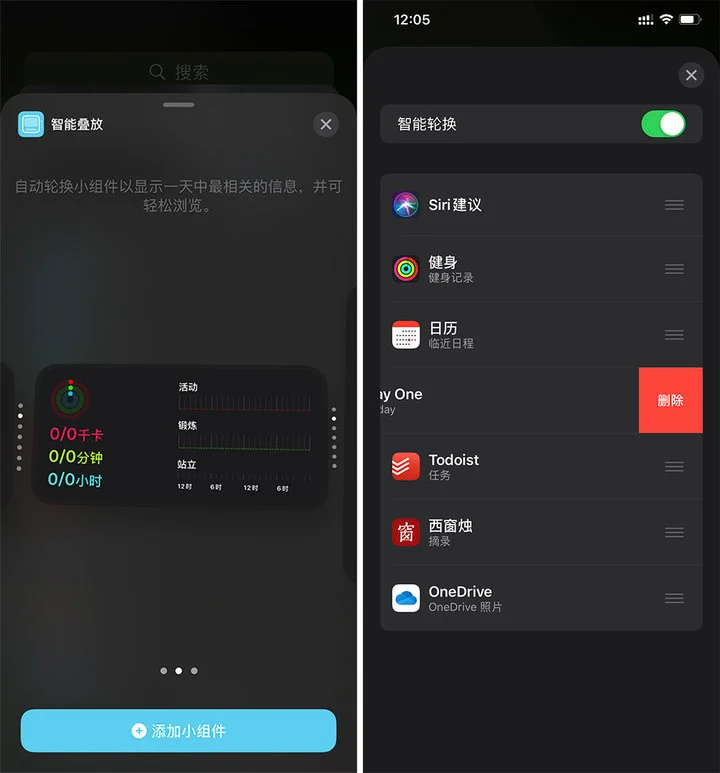 搜索
智能叠放
自动轮换小组件以显示一天中最相关的信息，并可
轻松浏览。
0/0千卡
0/0分钟
0/0小时
活动
锻炼
站立
12时 6时 12时 6时
添加小组件
12:05
智能轮换
Siri建议
健身
健身记录
日历
临近日程
ay One
day
删除
Todoist
任务
窗
西窗烛
摘录
OneDrive
OneDrive 照片